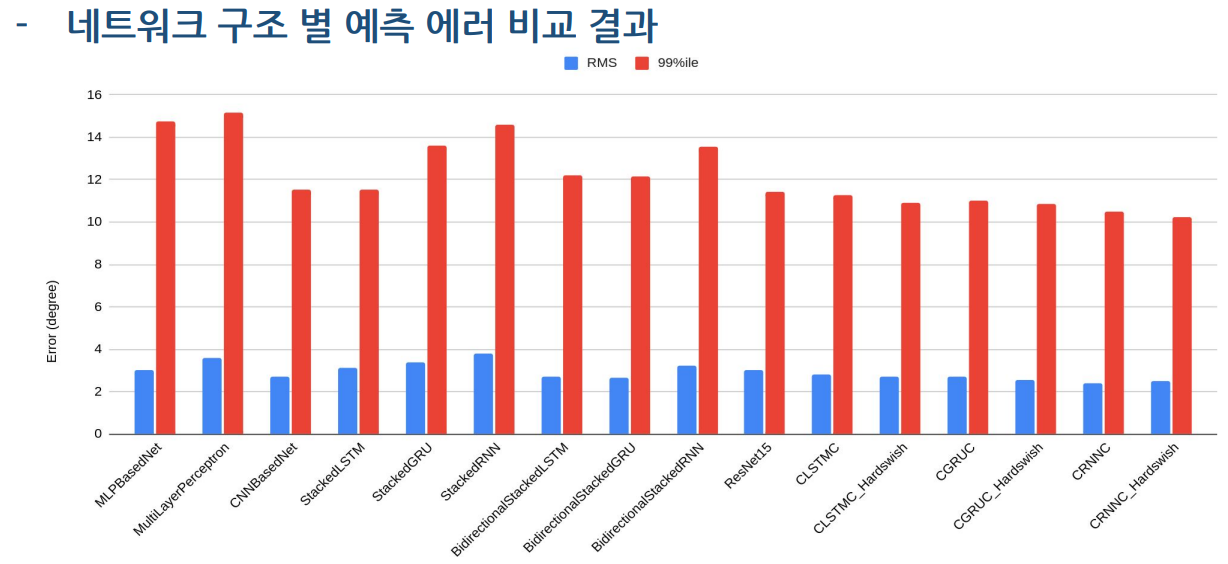 - 네트워크 구조 별 예측 에러 비교 결과
RMS 99%ile
16
14
12
10
8
6
4
2
0
Error (degree)
MLPBasedNet
MultiLayerPerceptron
CNNBasedNet
StackedLSTM
StackedGRU
StackedRNN
BidirectionalStackedLSTM
BidirectionalStackedGRU
BidirectionalStackedRNN
ResNet15
CLSTMC
CLSTMC_Hardswish
CGRUC
CGRUC_Hardswish
CRNNC
CRNNC_Hardswish